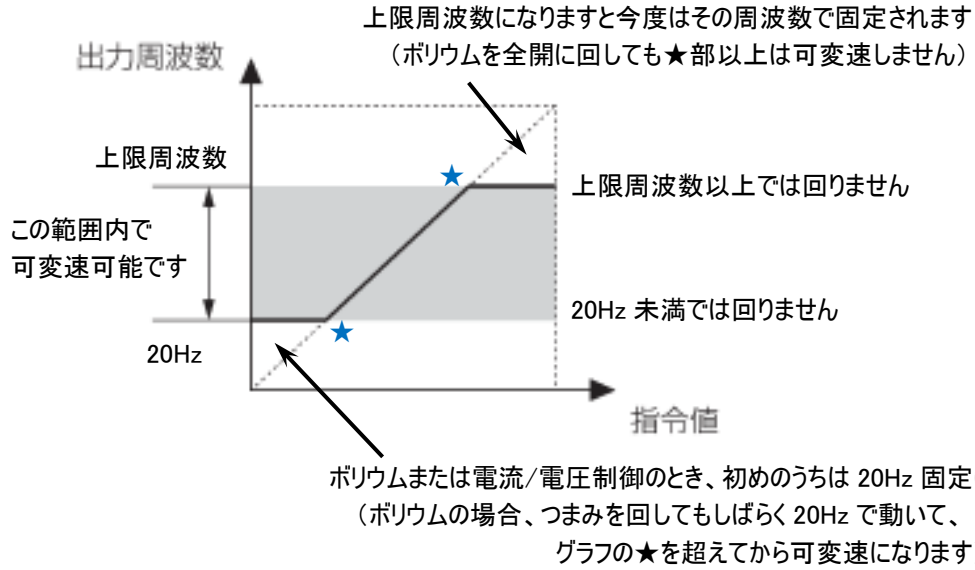 上限周波数になりますと今度はその周波数で固定されます
（ボリウムを全開に回しても★部以上は可変速しません）
出力周波数
上限周波数
★
上限周波数以上では回りません
この範囲内で
可変速可能です
20Hz 未満では回りません
★
20Hz
指令値
ボリウムまたは電流/電圧制御のとき、初めのうちは 20Hz 固定
（ボリウムの場合、つまみを回してもしばらく 20Hz で動いて、
グラフの★を超えてから可変速になります